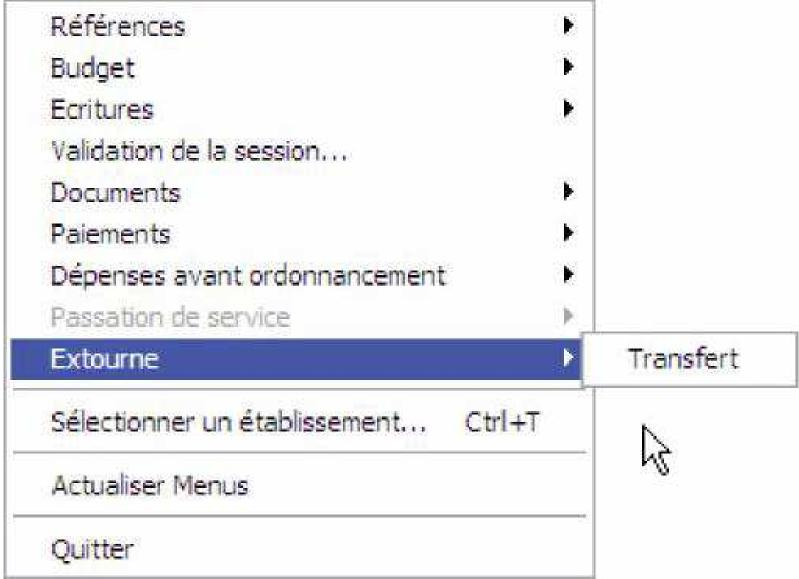 Références
Budget
Ecritures
Validation de la session...
Documents
Paiements
Dépenses avant ordonnancement
Passation de service
Extourne
Transfert
Sélectionner un établissement... Ctrl+T
Actualiser Menus
Quitter